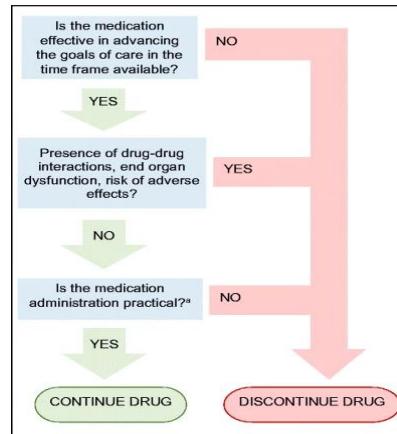 Is the medication
effective in advancing
the goals of care in the
time frame available?
NO
YES
Presence of drug-drug
interactions, end organ
dysfunction, risk of adverse
effects?
YES
NO
Is the medication
administration practical?ᵃ
NO
YES
CONTINUE DRUG
DISCONTINUE DRUG